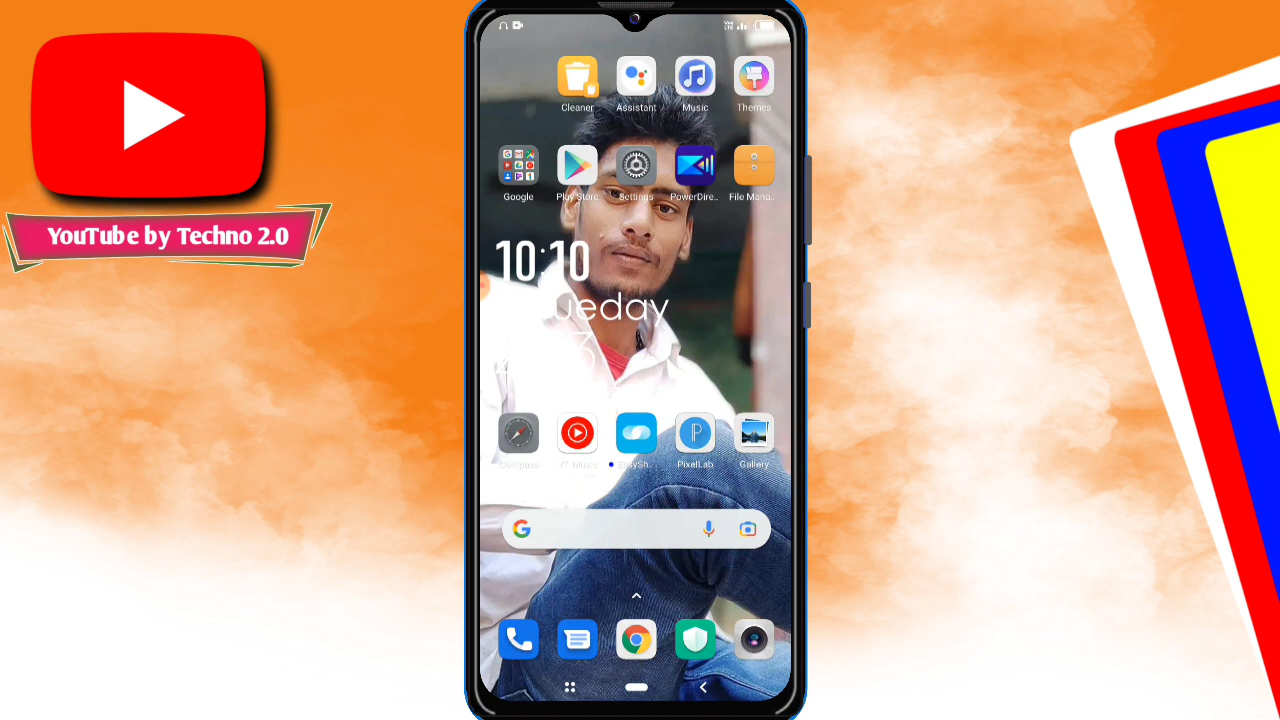 YouTube by Techno 2.0
Cleaner Assistant Music Themes
Google Play Store Settings PowerDire.. File Mana..
10:10
ueday
Compass YT Music EasySh.. PixelLab Gallery